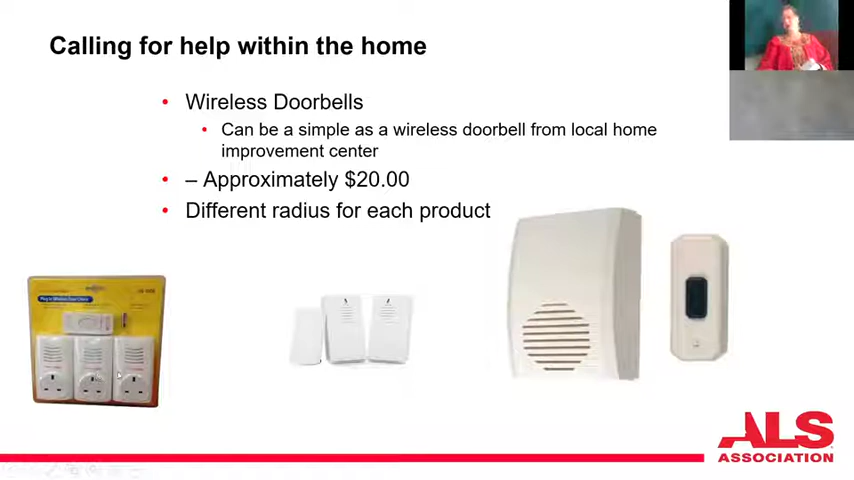 Calling for help within the home
• Wireless Doorbells
• Can be a simple as a wireless doorbell from local home
improvement center
• – Approximately $20.00
• Different radius for each product
ALS
ASSOCIATION